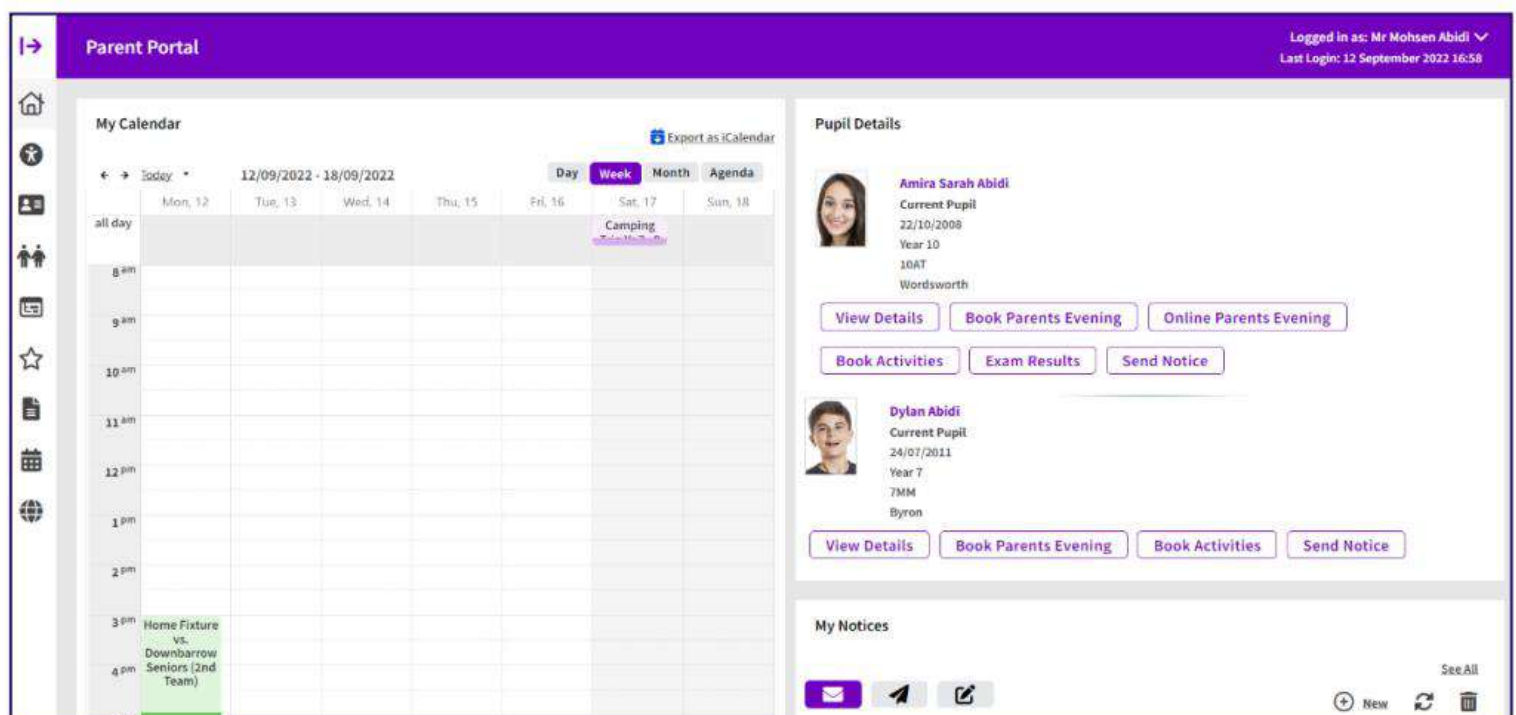 Parent Portal
Logged in as: Mr Mohsen Abidi
Last Login: 12 September 2022 16:58
My Calendar
Export as iCalendar
Today
12/09/2022 - 18/09/2022
Day Week Month Agenda
Mon, 12 Tue, 13 Wed, 14 Thu, 15 Fri, 16 Sat, 17 Sun, 18
all day
Camping
8 am
9 am
10 am
11 am
12 pm
1 pm
2 pm
3 pm
4 pm
Home Fixture
vs.
Downbarrow
Seniors (2nd
Team)
Pupil Details
Amira Sarah Abidi
Current Pupil
22/10/2008
Year 10
10AT
Wordsworth
View Details Book Parents Evening Online Parents Evening
Book Activities Exam Results Send Notice
Dylan Abidi
Current Pupil
24/07/2011
Year 7
7MM
Byron
View Details Book Parents Evening Book Activities Send Notice
My Notices
See All
New